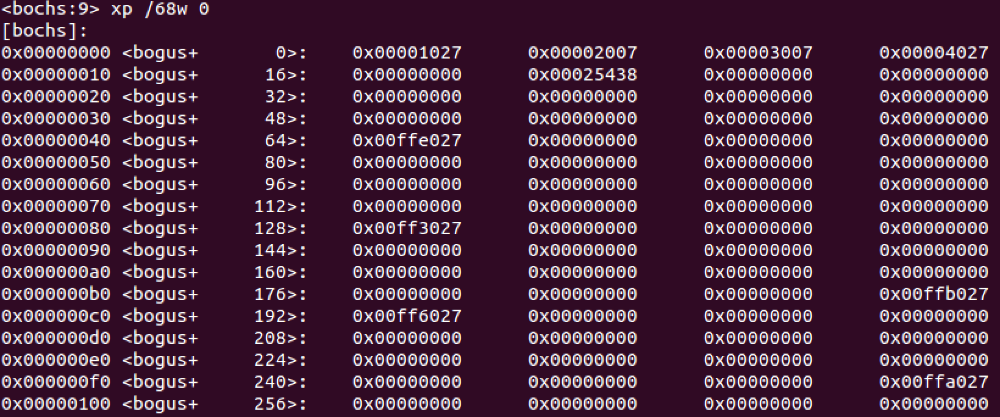 <bochs:9> xp /68w 0
[bochs]:
0x00000000 <bogus+       0>:    0x00001027      0x00002007      0x00003007      0x00004027
0x00000010 <bogus+      16>:    0x00000000      0x00025438      0x00000000      0x00000000
0x00000020 <bogus+      32>:    0x00000000      0x00000000      0x00000000      0x00000000
0x00000030 <bogus+      48>:    0x00000000      0x00000000      0x00000000      0x00000000
0x00000040 <bogus+      64>:    0x00ffe027      0x00000000      0x00000000      0x00000000
0x00000050 <bogus+      80>:    0x00000000      0x00000000      0x00000000      0x00000000
0x00000060 <bogus+      96>:    0x00000000      0x00000000      0x00000000      0x00000000
0x00000070 <bogus+     112>:    0x00000000      0x00000000      0x00000000      0x00000000
0x00000080 <bogus+     128>:    0x00ff3027      0x00000000      0x00000000      0x00000000
0x00000090 <bogus+     144>:    0x00000000      0x00000000      0x00000000      0x00000000
0x000000a0 <bogus+     160>:    0x00000000      0x00000000      0x00000000      0x00000000
0x000000b0 <bogus+     176>:    0x00000000      0x00000000      0x00000000      0x00ffb027
0x000000c0 <bogus+     192>:    0x00ff6027      0x00000000      0x00000000      0x00000000
0x000000d0 <bogus+     208>:    0x00000000      0x00000000      0x00000000      0x00000000
0x000000e0 <bogus+     224>:    0x00000000      0x00000000      0x00000000      0x00000000
0x000000f0 <bogus+     240>:    0x00000000      0x00000000      0x00000000      0x00ffa027
0x00000100 <bogus+     256>:    0x00000000      0x00000000      0x00000000      0x00000000